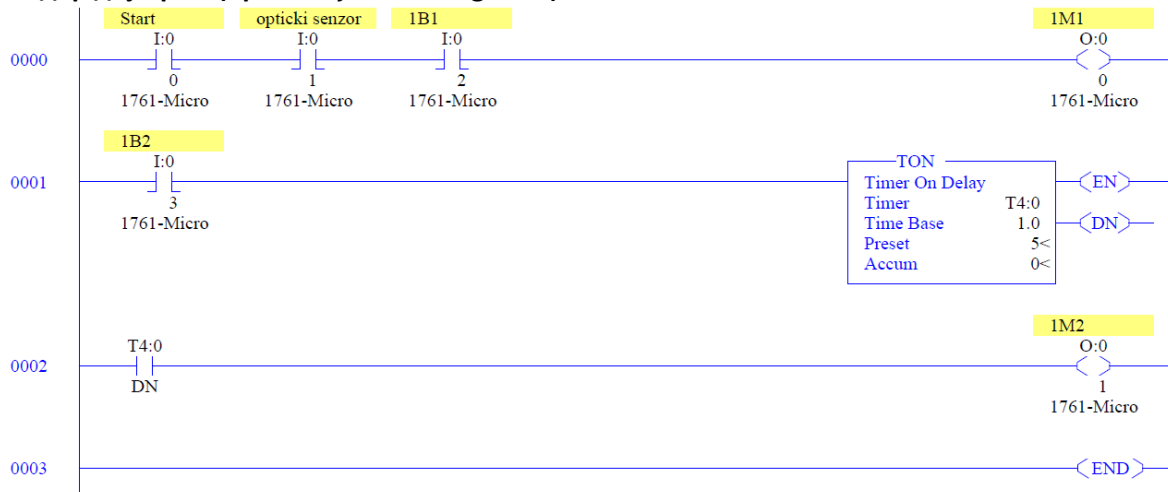 Start opticki senzor 1B1 1M1
I:0 I:0 I:0 O:0
0000
0 1 2 0
1761-Micro 1761-Micro 1761-Micro 1761-Micro
1B2
I:0
0001
3
1761-Micro
TON
Timer On Delay
Timer T4:0
Time Base 1.0
Preset 5<
Accum 0<
EN
DN
1M2
T4:0 O:0
0002
DN 1
1761-Micro
0003 END